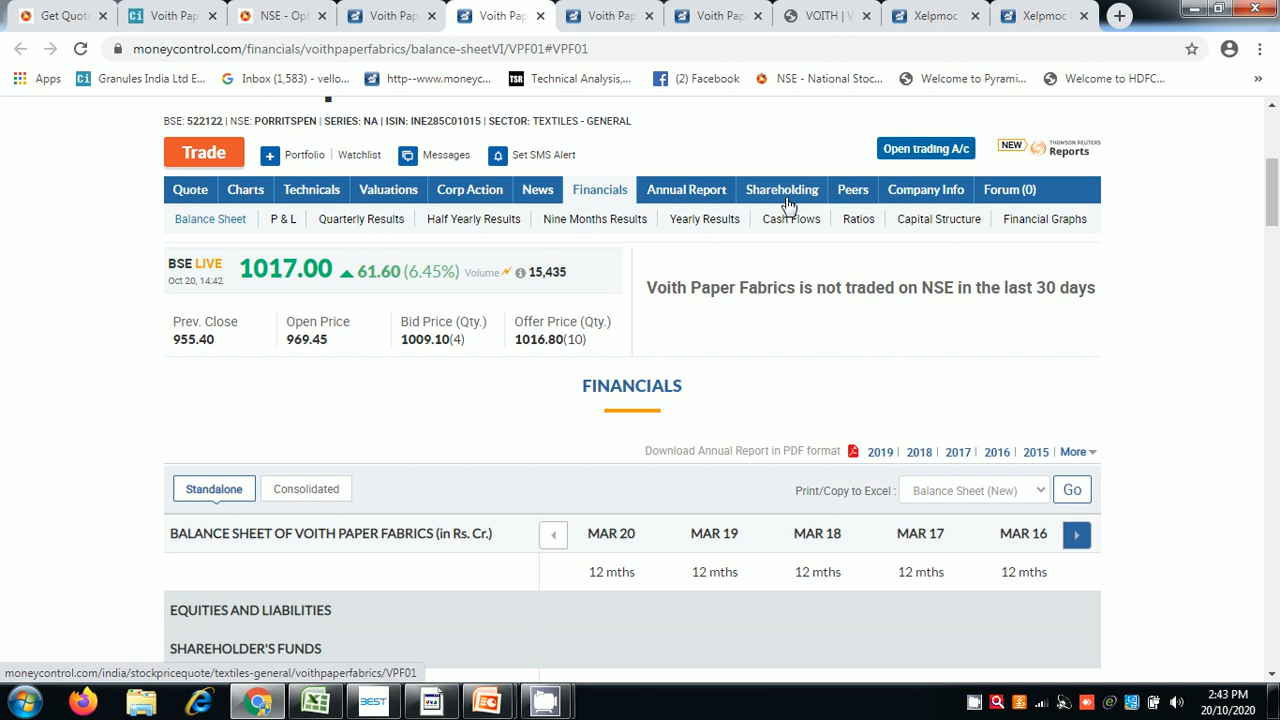 Get Quote
Voith Pap
NSE - Opt
Voith Pap
Voith Pap
Voith Pap
Voith Pap
VOITH | V
Xelpmoc
Xelpmoc
moneycontrol.com/financials/voithpaperfabrics/balance-sheetVI/VPF01#VPF01
Apps
Granules India Ltd E...
Inbox (1,583) - vello...
http--www.moneyc...
Technical Analysis,...
(2) Facebook
NSE - National Stoc...
Welcome to Pyrami...
Welcome to HDFC...
BSE: 522122 | NSE: PORRITSPEN | SERIES: NA | ISIN: INE285C01015 | SECTOR: TEXTILES - GENERAL
Trade
Portfolio | Watchlist
Messages
Set SMS Alert
Open trading A/c
NEW
THOMSON REUTERS
Reports
Quote Charts Technicals Valuations Corp Action News Financials Annual Report Shareholding Peers Company Info Forum (0)
Balance Sheet P & L Quarterly Results Half Yearly Results Nine Months Results Yearly Results Cash Flows Ratios Capital Structure Financial Graphs
BSE LIVE
Oct 20, 14:42
1017.00 61.60 (6.45%) Volume 15,435
Prev. Close Open Price Bid Price (Qty.) Offer Price (Qty.)
955.40 969.45 1009.10(4) 1016.80(10)
Voith Paper Fabrics is not traded on NSE in the last 30 days
FINANCIALS
Download Annual Report in PDF format 2019 | 2018 | 2017 | 2016 | 2015 | More
Standalone Consolidated
Print/Copy to Excel : Balance Sheet (New) Go
BALANCE SHEET OF VOITH PAPER FABRICS (in Rs. Cr.) MAR 20 MAR 19 MAR 18 MAR 17 MAR 16
12 mths 12 mths 12 mths 12 mths 12 mths
EQUITIES AND LIABILITIES
SHAREHOLDER'S FUNDS
moneycontrol.com/india/stockpricequote/textiles-general/voithpaperfabrics/VPF01
BEST
2:43 PM
20/10/2020